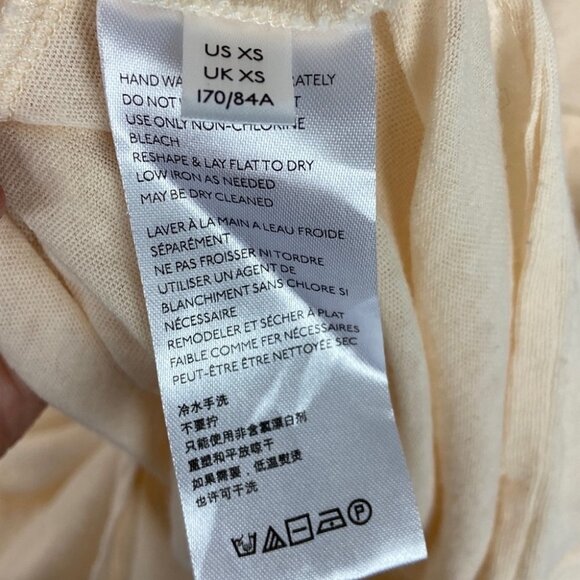 US XS
UK XS
170/84A
HAND WA RATELY
DO NOT T
USE ONLY NON-CHLORINE
BLEACH
RESHAPE & LAY FLAT TO DRY
LOW IRON AS NEEDED
MAY BE DRY CLEANED
LAVER À LA MAIN A L'EAU FROIDE
SÉPARÉMENT
NE PAS FROISSER NI TORDRE
UTILISER UN AGENT DE
BLANCHIMENT SANS CHLORE SI
NÉCESSAIRE
REMODELER ET SÉCHER À PLAT
FAIBLE COMME FER NÉCESSAIRES
PEUT-ÊTRE ÊTRE NETTOYÉE SEC
冷水手洗
不要拧
只能使用非含氯漂白剂
重塑和平放晾干
如果需要，低温熨烫
也许可干洗
P